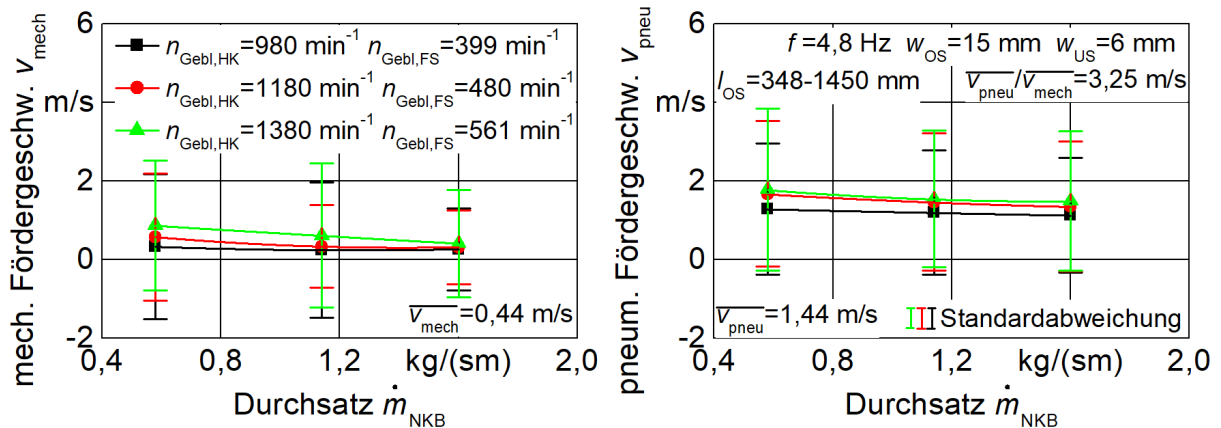 mech. Fördergeschw. v_mech
6
m/s
2
0
-2
n_Gebl,HK=980 min⁻¹ n_Gebl,FS=399 min⁻¹
n_Gebl,HK=1180 min⁻¹ n_Gebl,FS=480 min⁻¹
n_Gebl,HK=1380 min⁻¹ n_Gebl,FS=561 min⁻¹
v̅_mech=0,44 m/s
0,4 0,8 1,2 kg/(sm) 2,0
Durchsatz ṁ_NKB
pneum. Fördergeschw. v_pneu
6
m/s
2
0
-2
f=4,8 Hz w_OS=15 mm w_US=6 mm
l_OS=348-1450 mm v̅_pneu/v̅_mech=3,25 m/s
v̅_pneu=1,44 m/s
Standardabweichung
0,4 0,8 1,2 kg/(sm) 2,0
Durchsatz ṁ_NKB